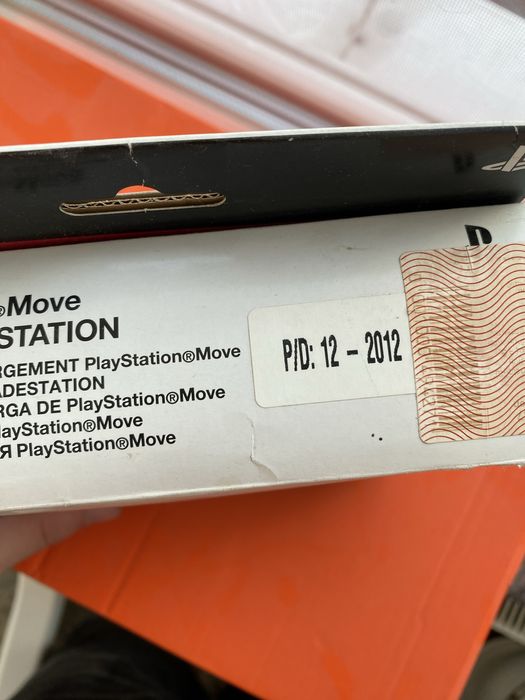 ®Move
STATION
RGEMENT PlayStation®Move
ADESTATION
RGA DE PlayStation®Move
layStation®Move
Я PlayStation®Move
P/D: 12 - 2012